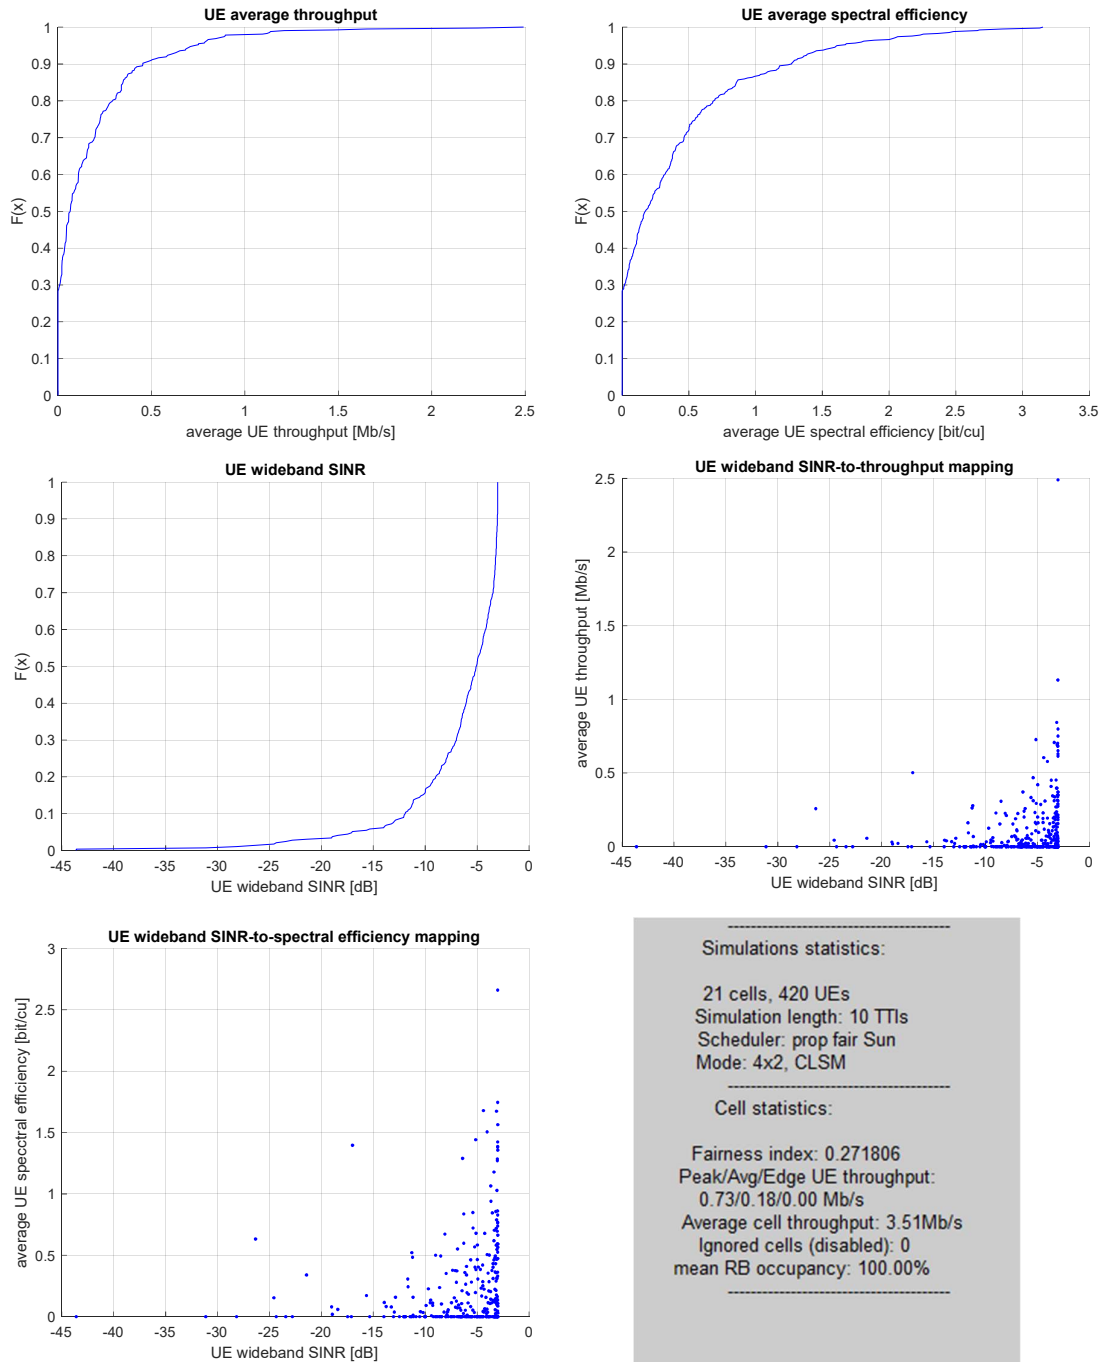 UE average throughput
1
0.9
0.8
0.7
0.6
0.5
0.4
0.3
0.2
0.1
0
F(x)
0 0.5 1 1.5 2 2.5
average UE throughput [Mb/s]
UE average spectral efficiency
1
0.9
0.8
0.7
0.6
0.5
0.4
0.3
0.2
0.1
0
F(x)
0 0.5 1 1.5 2 2.5 3 3.5
average UE spectral efficiency [bit/cu]
UE wideband SINR
1
0.9
0.8
0.7
0.6
0.5
0.4
0.3
0.2
0.1
0
F(x)
-45 -40 -35 -30 -25 -20 -15 -10 -5 0
UE wideband SINR [dB]
UE wideband SINR-to-throughput mapping
2.5
2
1.5
1
0.5
0
average UE throughput [Mb/s]
-45 -40 -35 -30 -25 -20 -15 -10 -5 0
UE wideband SINR [dB]
UE wideband SINR-to-spectral efficiency mapping
3
2.5
2
1.5
1
0.5
0
average UE specctral efficiency [bit/cu]
-45 -40 -35 -30 -25 -20 -15 -10 -5 0
UE wideband SINR [dB]
---------------------------------------
Simulations statistics:
21 cells, 420 UEs
Simulation length: 10 TTIs
Scheduler: prop fair Sun
Mode: 4x2, CLSM
---------------------------------------
Cell statistics:
Fairness index: 0.271806
Peak/Avg/Edge UE throughput:
0.73/0.18/0.00 Mb/s
Average cell throughput: 3.51Mb/s
Ignored cells (disabled): 0
mean RB occupancy: 100.00%
---------------------------------------